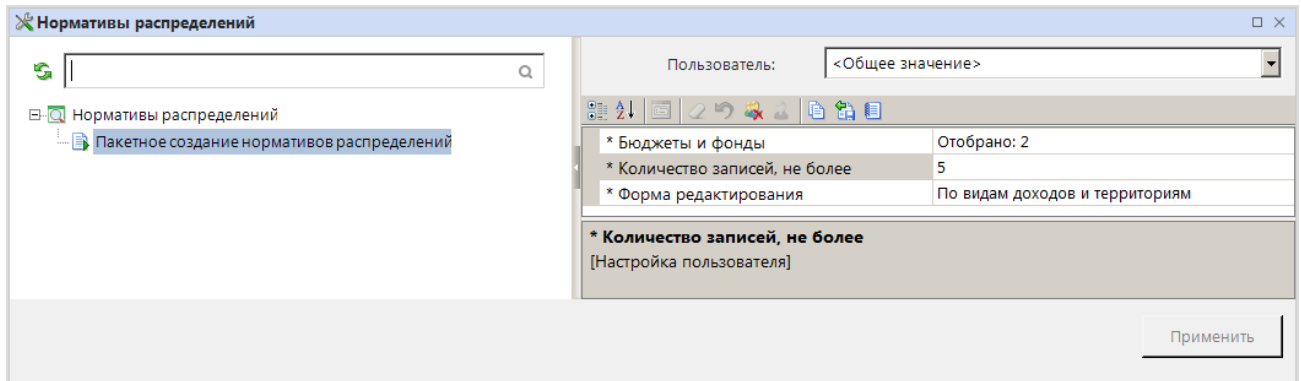 Нормативы распределений
Пользователь: <Общее значение>
Нормативы распределений
Пакетное создание нормативов распределений
* Бюджеты и фонды Отобрано: 2
* Количество записей, не более 5
* Форма редактирования По видам доходов и территориям
* Количество записей, не более
[Настройка пользователя]
Применить